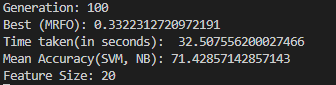 Generation: 100
Best (MRFO): 0.3322312720972191
Time taken(in seconds):  32.507556200027466
Mean Accuracy(SVM, NB): 71.42857142857143
Feature Size: 20